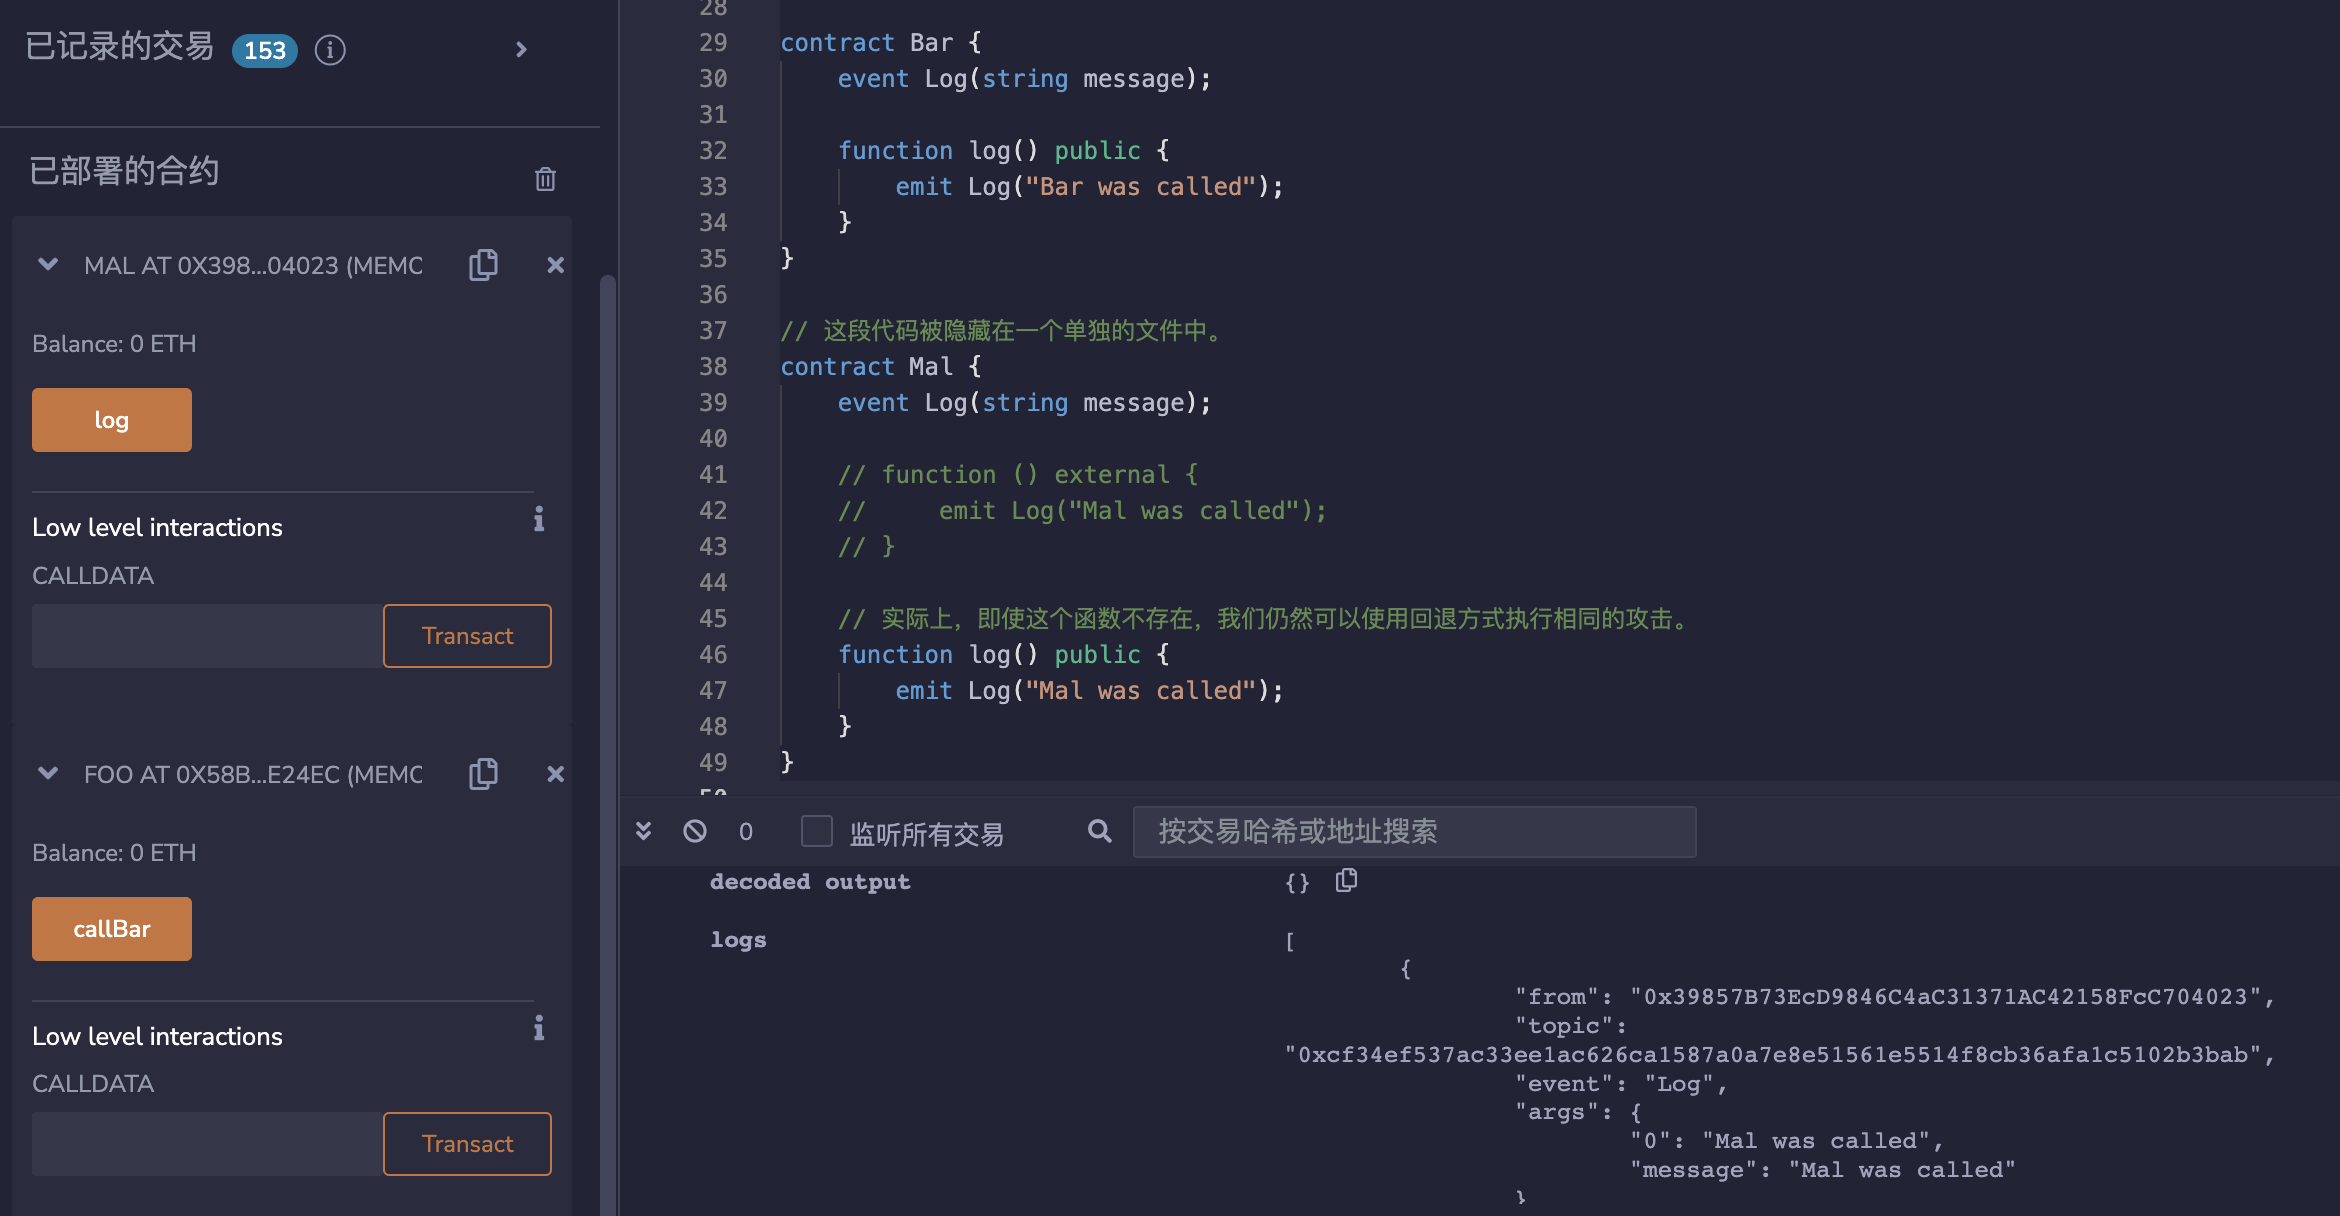 已记录的交易 153
已部署的合约
MAL AT 0X398...04023 (MEMO
Balance: 0 ETH
log
Low level interactions
CALLDATA
Transact
FOO AT 0X58B...E24EC (MEMO
Balance: 0 ETH
callBar
Low level interactions
CALLDATA
Transact
28
29 contract Bar {
30 event Log(string message);
31
32 function log() public {
33 emit Log("Bar was called");
34 }
35 }
36
37 // 这段代码被隐藏在一个单独的文件中。
38 contract Mal {
39 event Log(string message);
40
41 // function () external {
42 // emit Log("Mal was called");
43 // }
44
45 // 实际上，即使这个函数不存在，我们仍然可以使用回退方式执行相同的攻击。
46 function log() public {
47 emit Log("Mal was called");
48 }
49 }
50
0 监听所有交易 按交易哈希或地址搜索
decoded output {}
logs [
{
"from": "0x39857B73EcD9846C4aC31371AC42158FcC704023",
"topic":
"0xcf34ef537ac33ee1ac626ca1587a0a7e8e51561e5514f8cb36afa1c5102b3bab",
"event": "Log",
"args": {
"0": "Mal was called",
"message": "Mal was called"
}